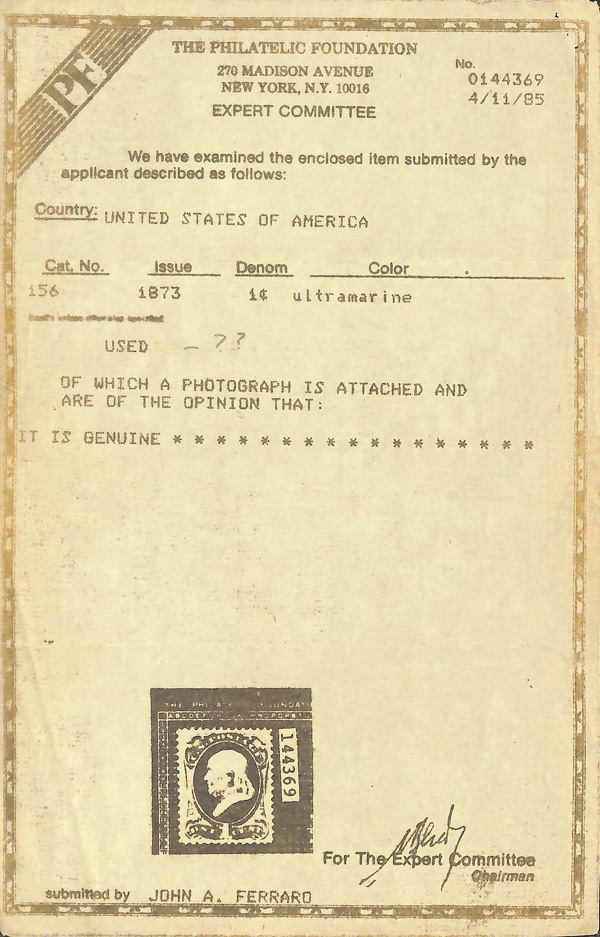 PF
THE PHILATELIC FOUNDATION
270 MADISON AVENUE
NEW YORK, N.Y. 10016
EXPERT COMMITTEE
No.
0144369
4/11/85
We have examined the enclosed item submitted by the
applicant described as follows:
Country: UNITED STATES OF AMERICA
Cat. No. Issue Denom Color
156 1873 1¢ ultramarine
USED — ??
OF WHICH A PHOTOGRAPH IS ATTACHED AND
ARE OF THE OPINION THAT:
IT IS GENUINE * * * * * * * * * * * * * * * * *
144369
For The Expert Committee
Chairman
submitted by JOHN A. FERRARO